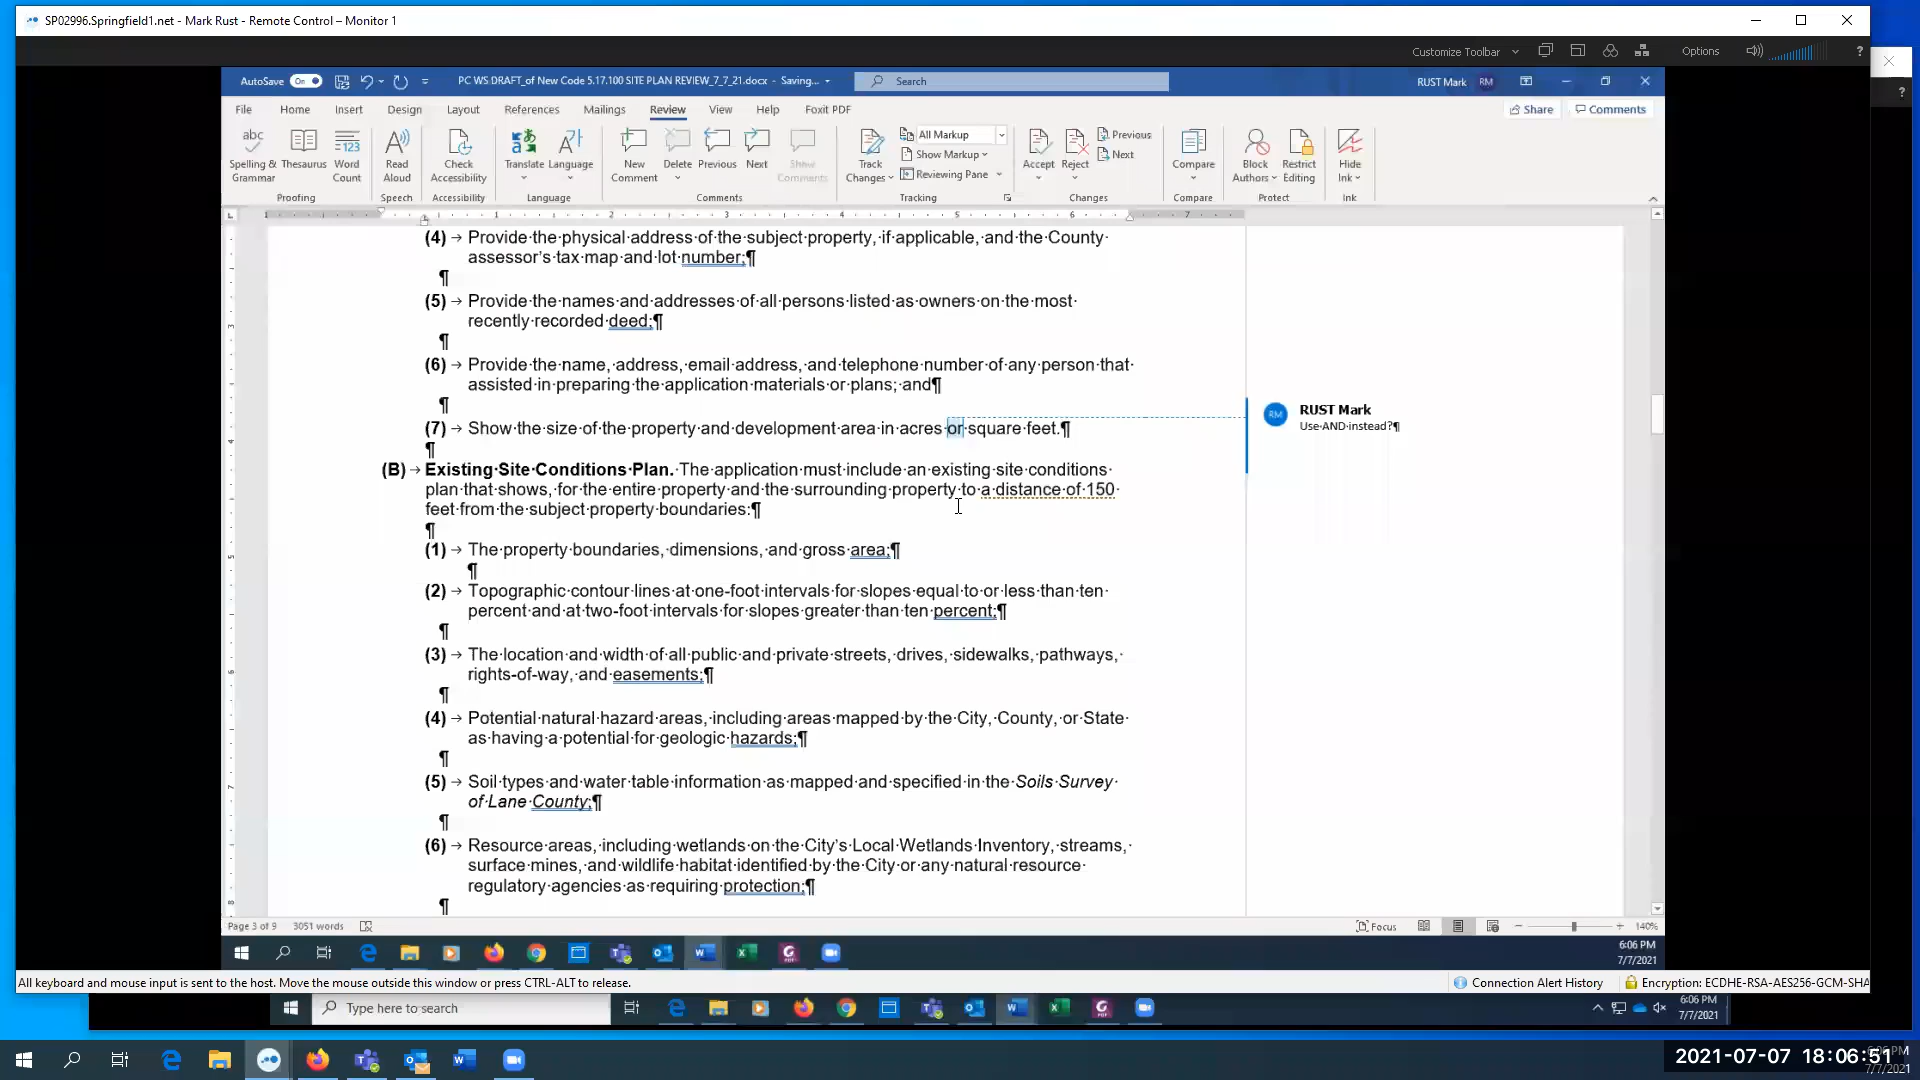 SP02996.Springfield1.net - Mark Rust - Remote Control – Monitor 1
Customize Toolbar
Options
?
AutoSave On
PC WS DRAFT_of New Code 5.17.100 SITE PLAN REVIEW_7_7_21.docx - Saving...
Search
RUST Mark RM
File Home Insert Design Layout References Mailings Review View Help Foxit PDF
Share Comments
Spelling & Grammar
Thesaurus
Word Count
Read Aloud
Check Accessibility
Translate
Language
New Comment
Delete
Previous
Next
Show Comments
Track Changes
All Markup
Show Markup
Reviewing Pane
Accept
Reject
Previous
Next
Compare
Block Authors
Restrict Editing
Hide Ink
Proofing Speech Accessibility Language Comments Tracking Changes Compare Protect Ink
1 1 2 3 4 5 6 7
(4) → Provide·the·physical·address·of·the·subject·property,·if·applicable,·and·the·County·
assessor's·tax·map·and·lot·number;¶
¶
(5) → Provide·the·names·and·addresses·of·all·persons·listed·as·owners·on·the·most·
recently·recorded·deed;¶
¶
(6) → Provide·the·name,·address,·email·address,·and·telephone·number·of·any·person·that·
assisted·in·preparing·the·application·materials·or·plans;·and¶
¶
(7) → Show·the·size·of·the·property·and·development·area·in·acres·or·square·feet.¶
¶
RM RUST Mark
Use·AND·instead?¶
(B) → Existing·Site·Conditions·Plan.·The·application·must·include·an·existing·site·conditions·
plan·that·shows,·for·the·entire·property·and·the·surrounding·property·to·a·distance·of·150·
feet·from·the·subject·property·boundaries:¶
¶
(1) → The·property·boundaries,·dimensions,·and·gross·area;¶
¶
(2) → Topographic·contour·lines·at·one-foot·intervals·for·slopes·equal·to·or·less·than·ten·
percent·and·at·two-foot·intervals·for·slopes·greater·than·ten·percent;¶
¶
(3) → The·location·and·width·of·all·public·and·private·streets,·drives,·sidewalks,·pathways,·
rights-of-way,·and·easements;¶
¶
(4) → Potential·natural·hazard·areas,·including·areas·mapped·by·the·City,·County,·or·State·
as·having·a·potential·for·geologic·hazards;¶
¶
(5) → Soil·types·and·water·table·information·as·mapped·and·specified·in·the·Soils·Survey·
of·Lane·County;¶
¶
(6) → Resource·areas,·including·wetlands·on·the·City's·Local·Wetlands·Inventory,·streams,·
surface·mines,·and·wildlife·habitat·identified·by·the·City·or·any·natural·resource·
regulatory·agencies·as·requiring·protection;¶
¶
Page 3 of 9 3051 words
Focus
140%
6:06 PM
7/7/2021
All keyboard and mouse input is sent to the host. Move the mouse outside this window or press CTRL-ALT to release.
Connection Alert History
Encryption: ECDHE-RSA-AES256-GCM-SHA
Type here to search
6:06 PM
7/7/2021
2021-07-07 18:06:51
7/7/2021